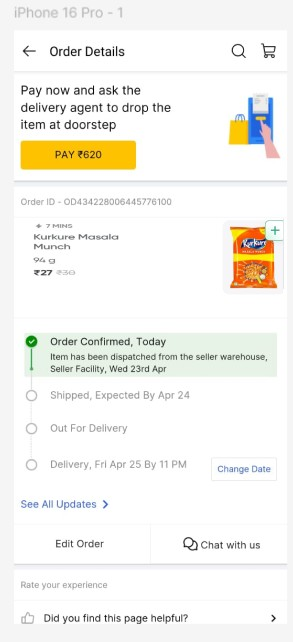 iPhone 16 Pro - 1
Order Details
Pay now and ask the
delivery agent to drop the
item at doorstep
PAY ₹620
Order ID - OD434228006445776100
7 MINS
Kurkure Masala
Munch
94 g
₹27 ₹30
Kurkure
+
Order Confirmed, Today
Item has been dispatched from the seller warehouse,
Seller Facility, Wed 23rd Apr
Shipped, Expected By Apr 24
Out For Delivery
Delivery, Fri Apr 25 By 11 PM
Change Date
See All Updates
Edit Order
Chat with us
Rate your experience
Did you find this page helpful?